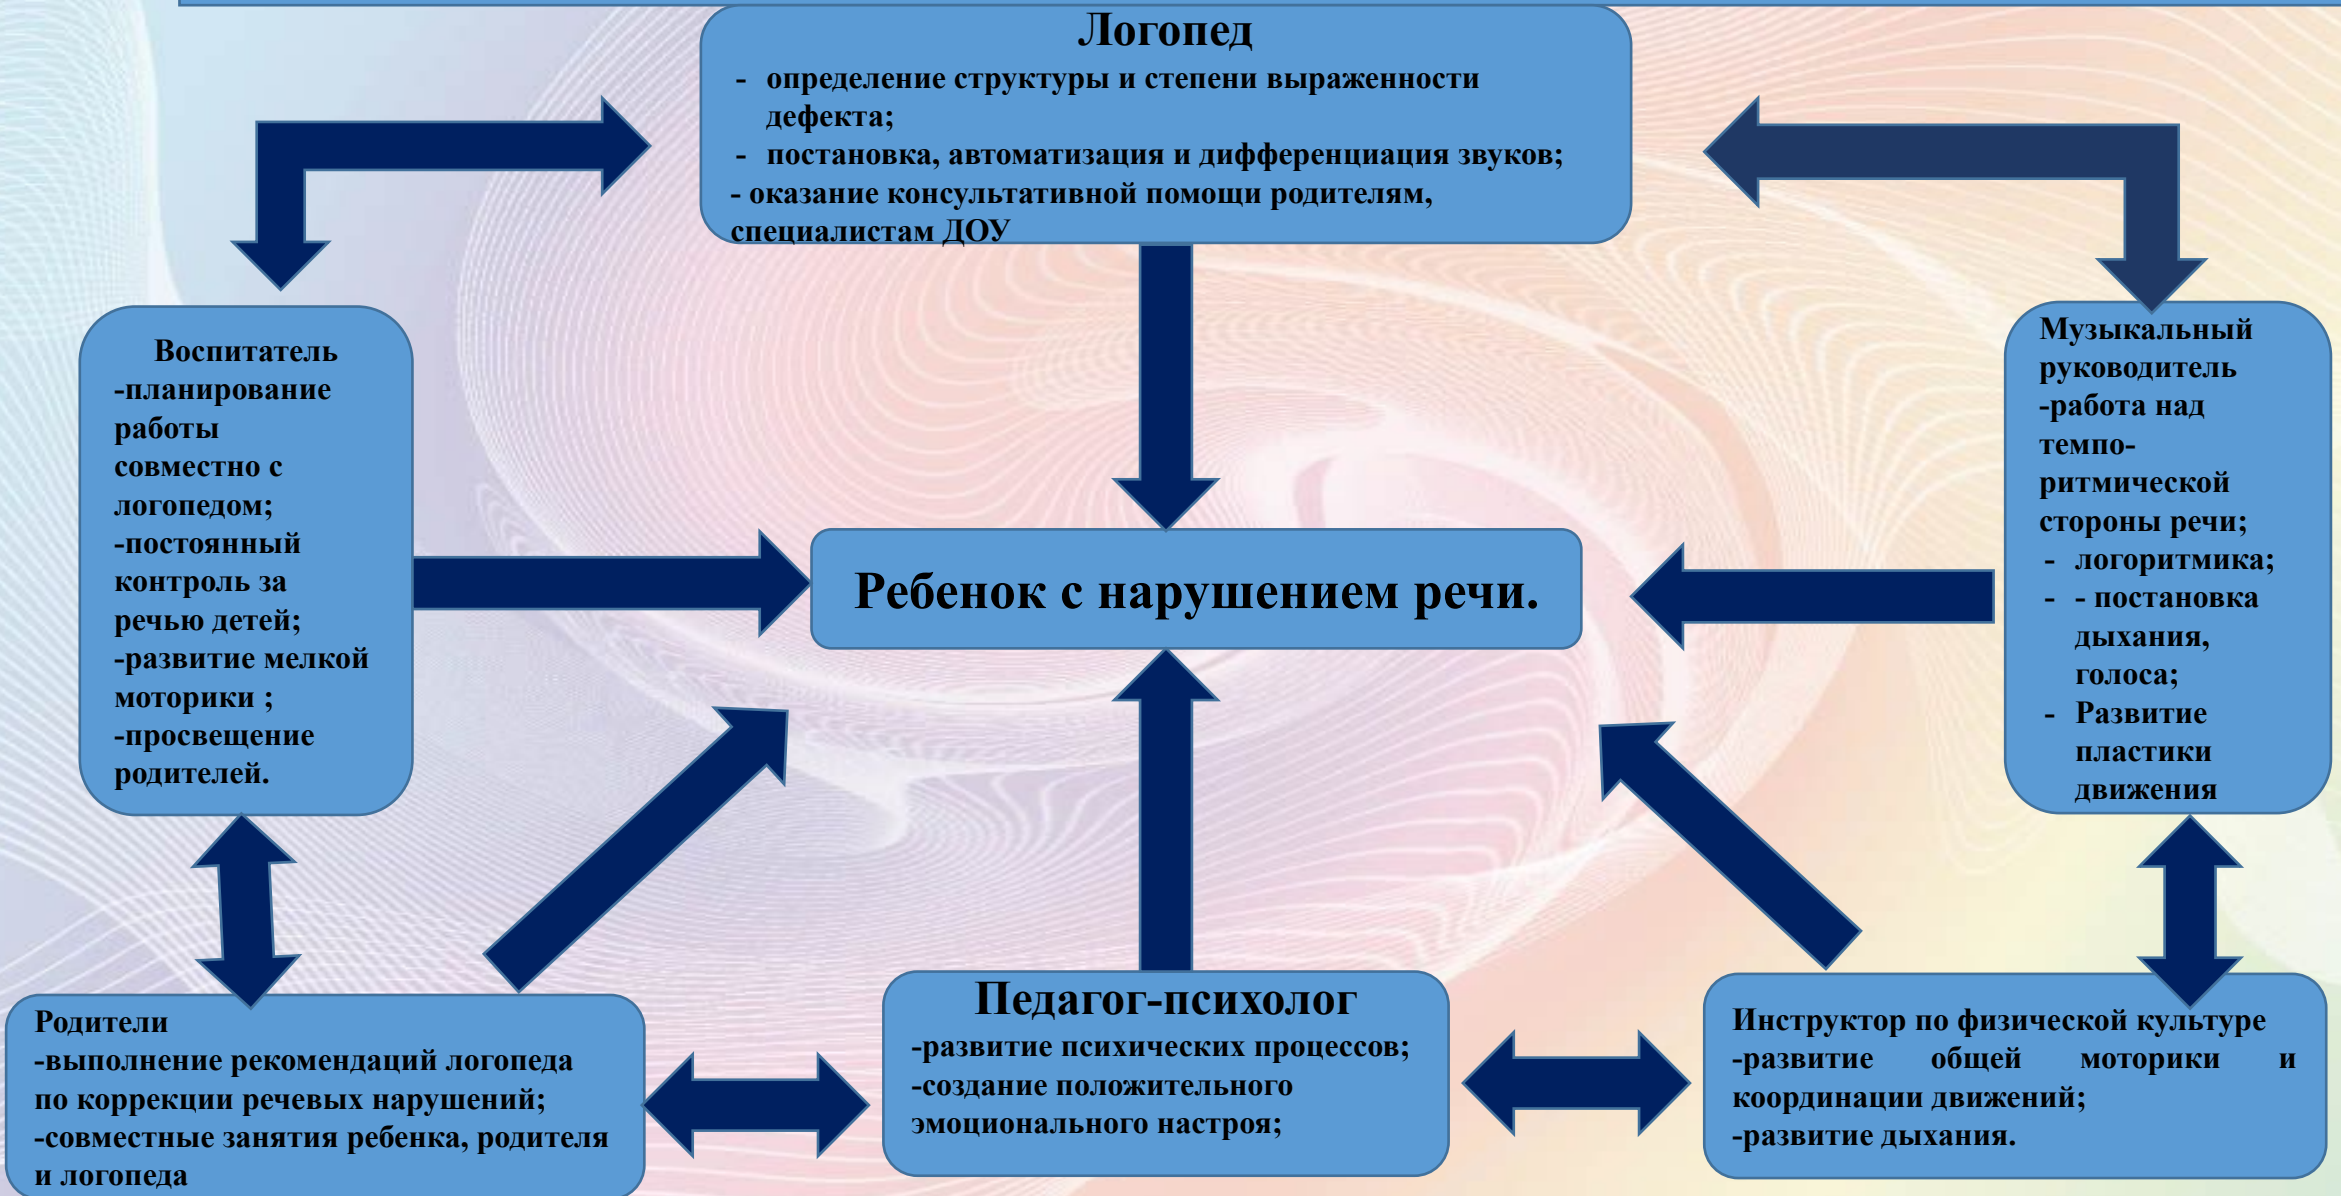 Логопед
- определение структуры и степени выраженности
дефекта;
- постановка, автоматизация и дифференциация звуков;
- оказание консультативной помощи родителям,
специалистам ДОУ
Воспитатель
-планирование
работы
совместно с
логопедом;
-постоянный
контроль за
речью детей;
-развитие мелкой
моторики ;
-просвещение
родителей.
Ребенок с нарушением речи.
Музыкальный
руководитель
-работа над
темпо-
ритмической
стороны речи;
- логоритмика;
- - постановка
дыхания,
голоса;
- Развитие
пластики
движения
Родители
-выполнение рекомендаций логопеда
по коррекции речевых нарушений;
-совместные занятия ребенка, родителя
и логопеда
Педагог-психолог
-развитие психических процессов;
-создание положительного
эмоционального настроя;
Инструктор по физической культуре
-развитие общей моторики и
координации движений;
-развитие дыхания.